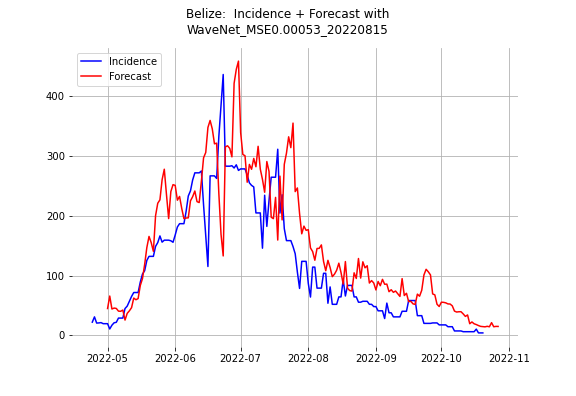 Belize:  Incidence + Forecast with
WaveNet_MSE0.00053_20220815
Incidence
Forecast
400
300
200
100
0
2022-05 2022-06 2022-07 2022-08 2022-09 2022-10 2022-11